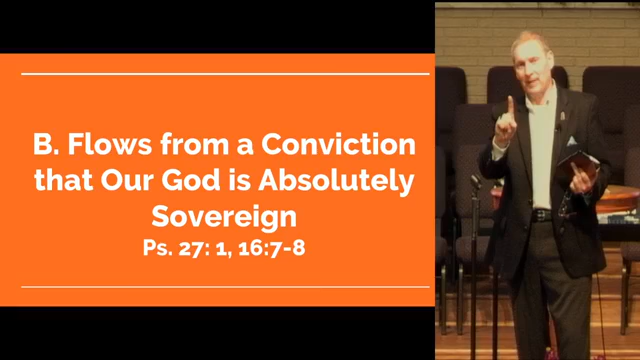 B. Flows from a Conviction
that Our God is Absolutely
Sovereign
Ps. 27: 1, 16:7-8